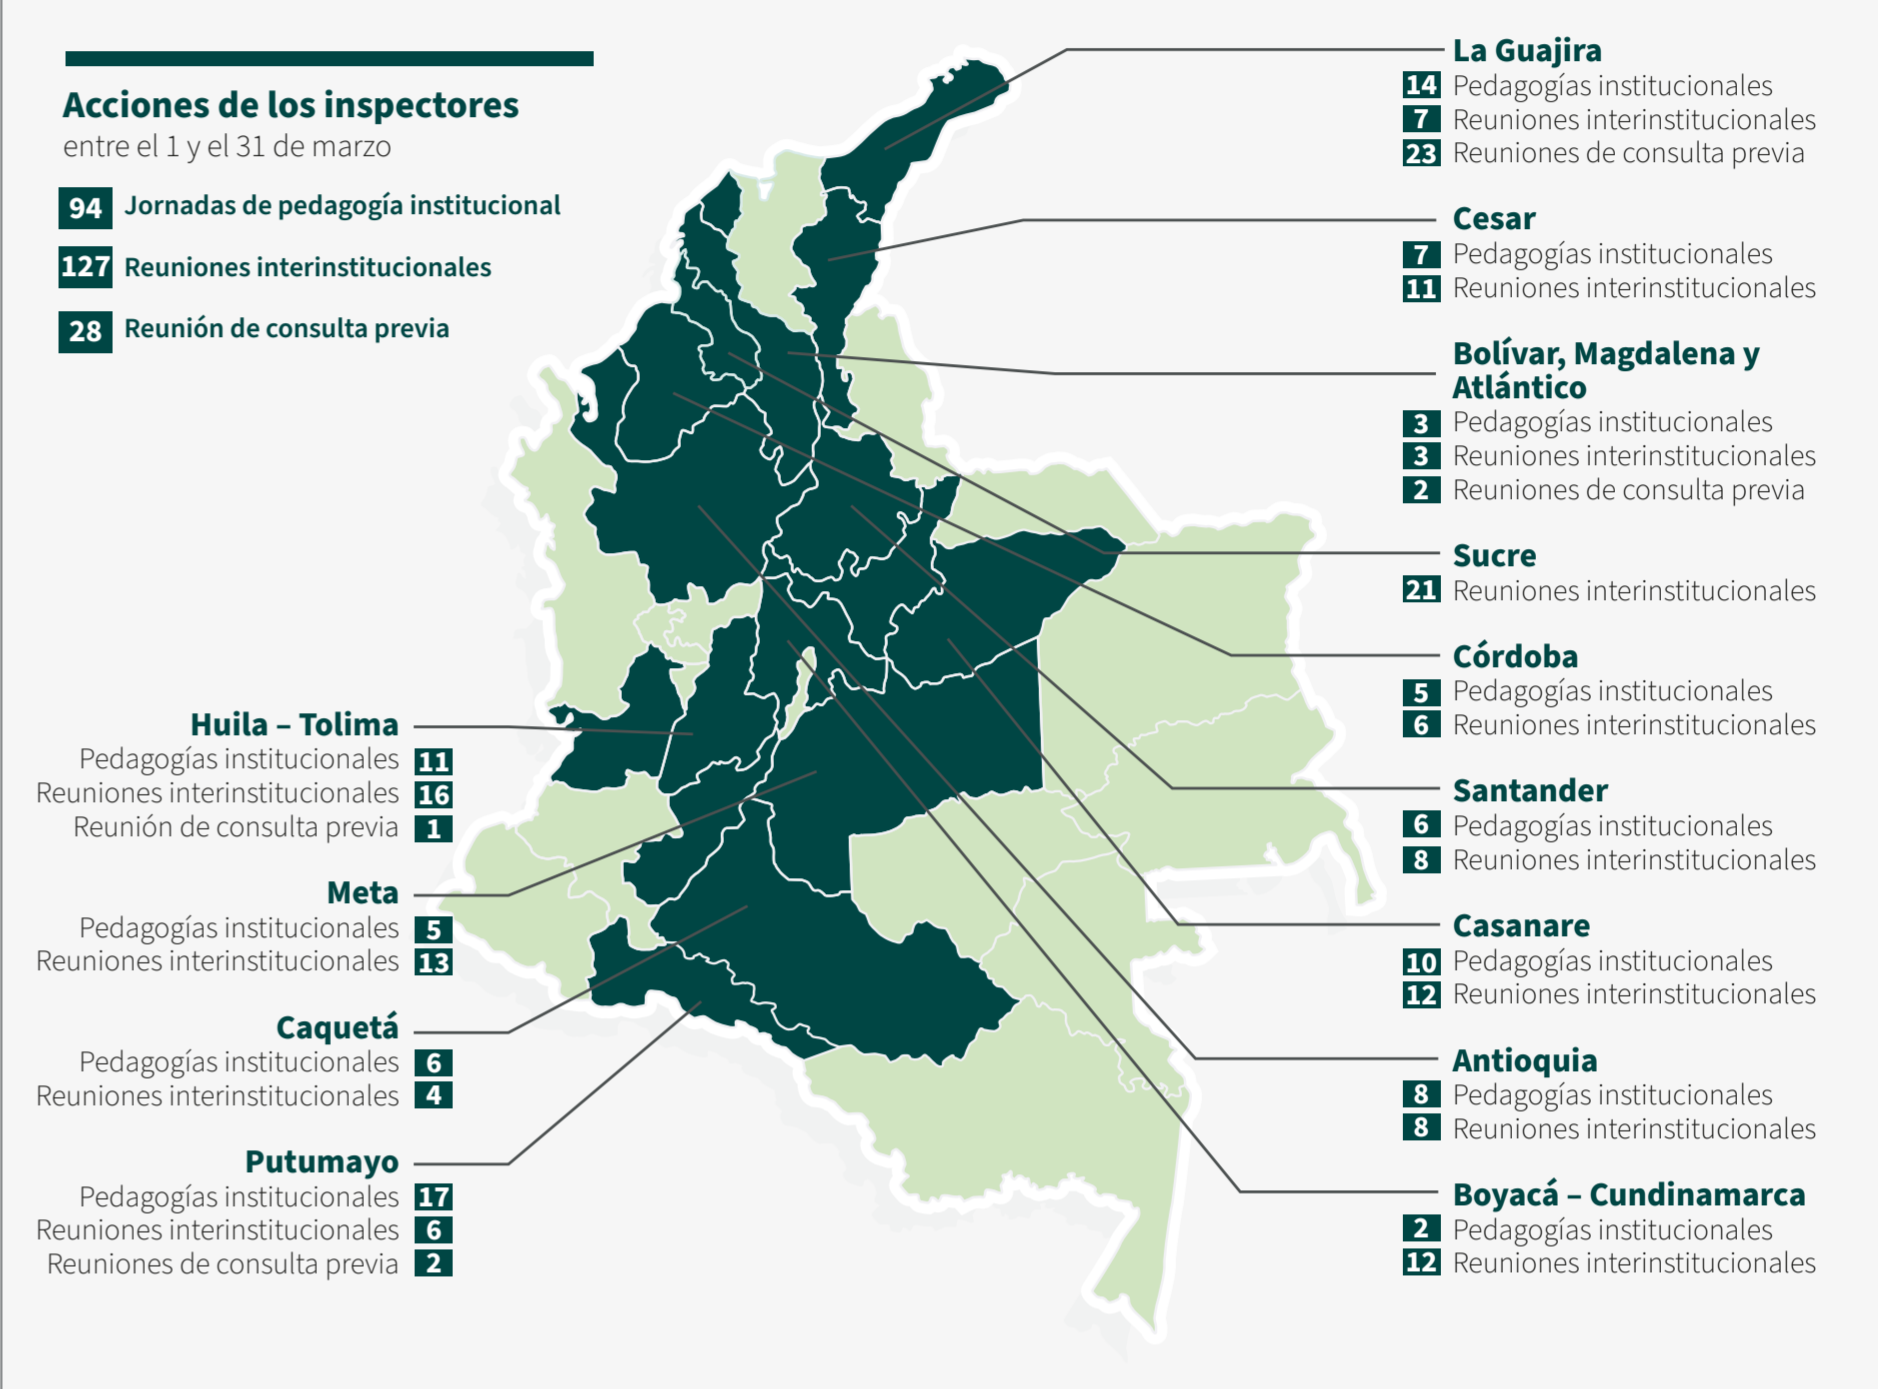 Acciones de los inspectores
entre el 1 y el 31 de marzo
94 Jornadas de pedagogía institucional
127 Reuniones interinstitucionales
28 Reunión de consulta previa
Huila – Tolima
Pedagogías institucionales 11
Reuniones interinstitucionales 16
Reunión de consulta previa 1
Meta
Pedagogías institucionales 5
Reuniones interinstitucionales 13
Caquetá
Pedagogías institucionales 6
Reuniones interinstitucionales 4
Putumayo
Pedagogías institucionales 17
Reuniones interinstitucionales 6
Reuniones de consulta previa 2
La Guajira
14 Pedagogías institucionales
7 Reuniones interinstitucionales
23 Reuniones de consulta previa
Cesar
7 Pedagogías institucionales
11 Reuniones interinstitucionales
Bolívar, Magdalena y
Atlántico
3 Pedagogías institucionales
3 Reuniones interinstitucionales
2 Reuniones de consulta previa
Sucre
21 Reuniones interinstitucionales
Córdoba
5 Pedagogías institucionales
6 Reuniones interinstitucionales
Santander
6 Pedagogías institucionales
8 Reuniones interinstitucionales
Casanare
10 Pedagogías institucionales
12 Reuniones interinstitucionales
Antioquia
8 Pedagogías institucionales
8 Reuniones interinstitucionales
Boyacá – Cundinamarca
2 Pedagogías institucionales
12 Reuniones interinstitucionales